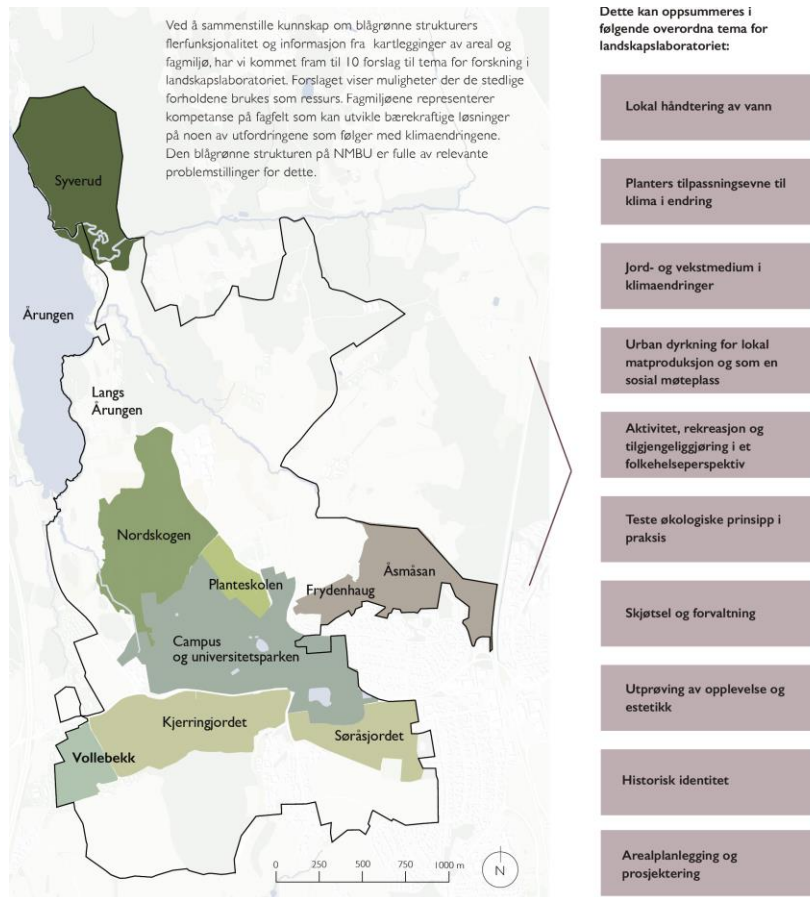 Ved å sammenstille kunnskap om blågrønne strukturers
flerfunksjonalitet og informasjon fra kartlegginger av areal og
fagmiljø, har vi kommet fram til 10 forslag til tema for forskning i
landskapslaboratoriet. Forslaget viser muligheter der de stedlige
forholdene brukes som ressurs. Fagmiljøene representerer
kompetanse på fagfelt som kan utvikle bærekraftige løsninger
på noen av utfordringene som følger med klimaendringene.
Den blågrønne strukturen på NMBU er fulle av relevante
problemstillinger for dette.
Syverud
Årungen
Langs
Årungen
Nordskogen
Planteskolen
Frydenhaug
Åsmåsan
Campus
og universitetsparken
Kjerringjordet
Søråsjordet
Vollebekk
0 250 500 750 1000 m
N
Dette kan oppsummeres i
følgende overordna tema for
landskapslaboratoriet:
Lokal håndtering av vann
Planters tilpassningsevne til
klima i endring
Jord- og vekstmedium i
klimaendringer
Urban dyrkning for lokal
matproduksjon og som en
sosial møteplass
Aktivitet, rekreasjon og
tilgjengeliggjøring i et
folkehelseperspektiv
Teste økologiske prinsipp i
praksis
Skjøtsel og forvaltning
Utprøving av opplevelse og
estetikk
Historisk identitet
Arealplanlegging og
prosjektering